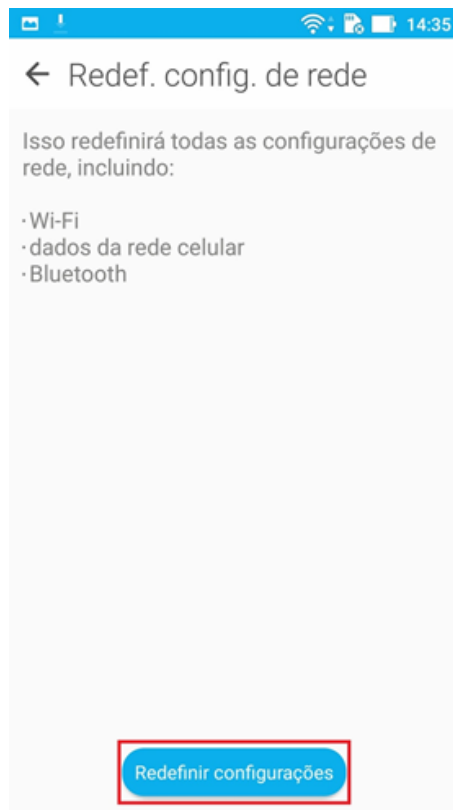 14:35
Redef. config. de rede
Isso redefinirá todas as configurações de
rede, incluindo:
·Wi-Fi
·dados da rede celular
·Bluetooth
Redefinir configurações